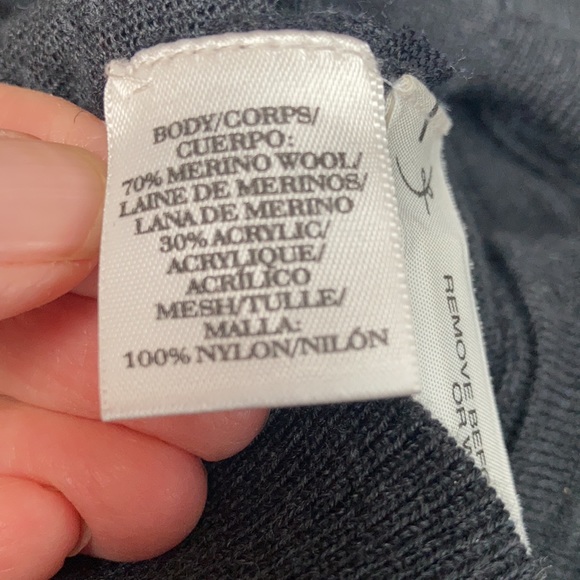 BODY/CORPS/
CUERPO:
70% MERINO WOOL/
LAINE DE MERINOS/
LANA DE MERINO
30% ACRYLIC/
ACRYLIQUE/
ACRÍLICO
MESH/TULLE/
MALLA:
100% NYLON/NILÓN
REMOVE
OR